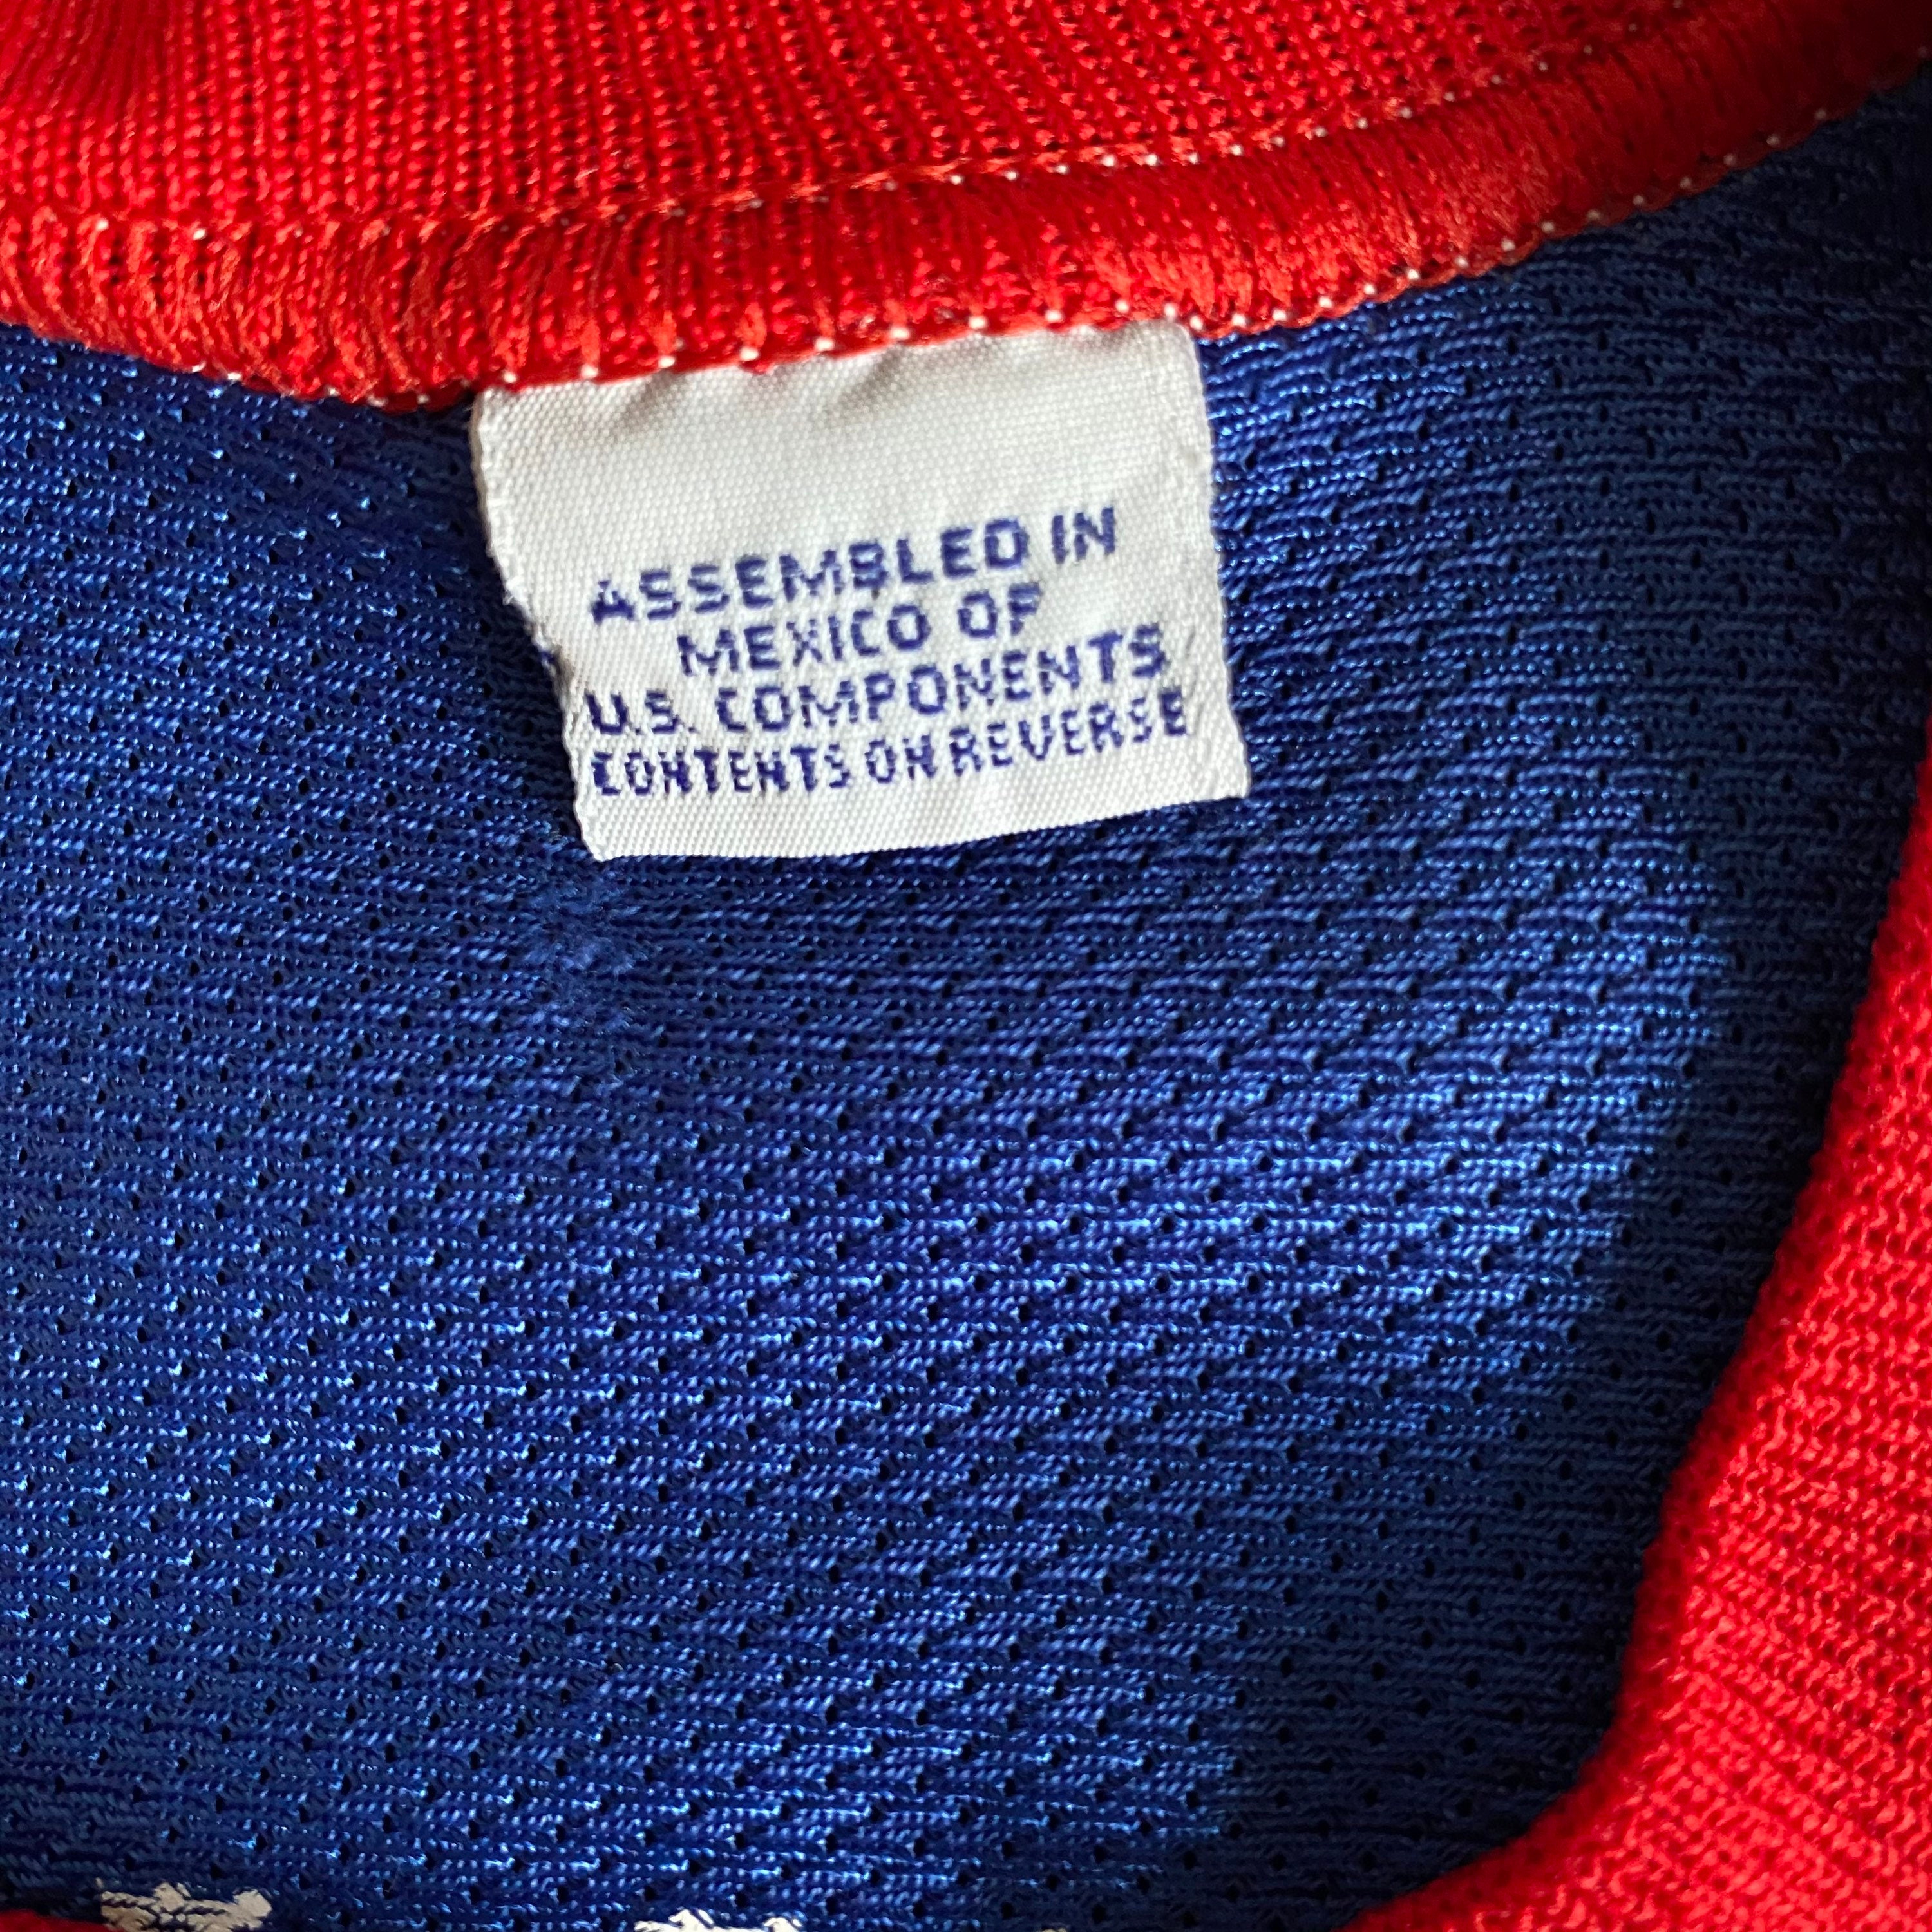 ASSEMBLED IN
MEXICO OF
U.S. COMPONENTS
CONTENTS ON REVERSE